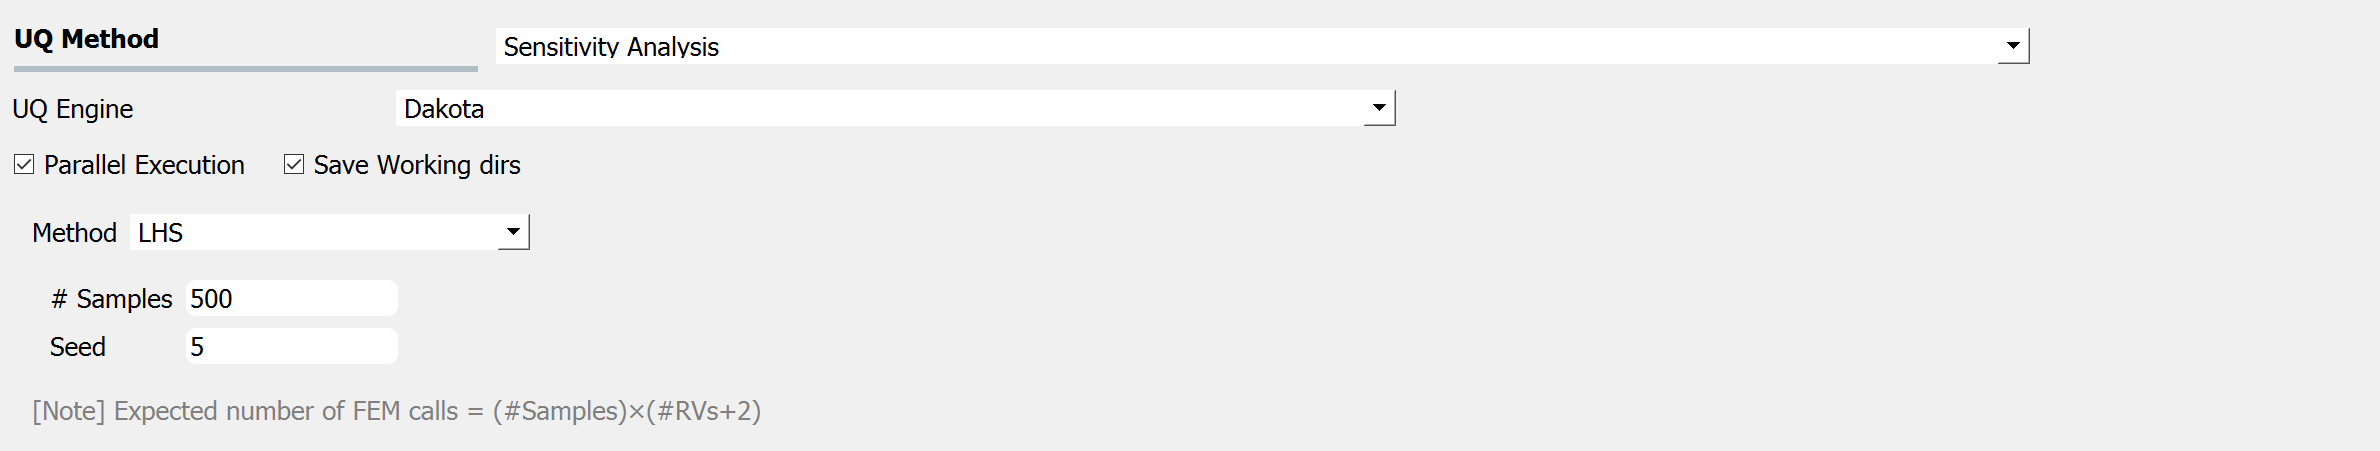 UQ Method
Sensitivity Analysis
UQ Engine
Dakota
Parallel Execution
Save Working dirs
Method
LHS
# Samples
500
Seed
5
[Note] Expected number of FEM calls = (#Samples)×(#RVs+2)